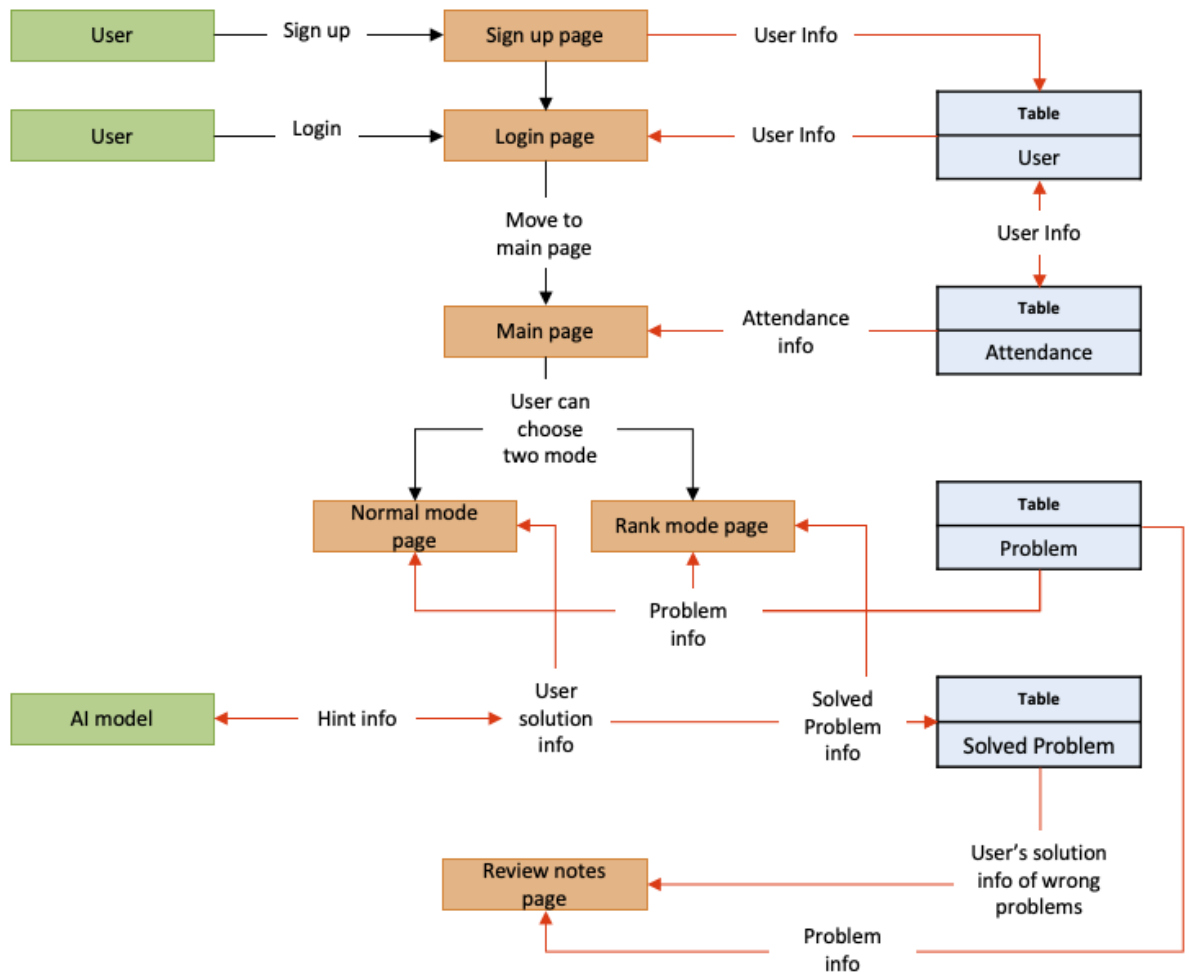 User
Sign up
Sign up page
User Info
User
Login
Login page
User Info
Table
User
Move to
main page
User Info
Main page
Attendance
info
Table
Attendance
User can
choose
two mode
Normal mode
page
Rank mode page
Table
Problem
Problem
info
AI model
Hint info
User
solution
info
Solved
Problem
info
Table
Solved Problem
Review notes
page
User’s solution
info of wrong
problems
Problem
info